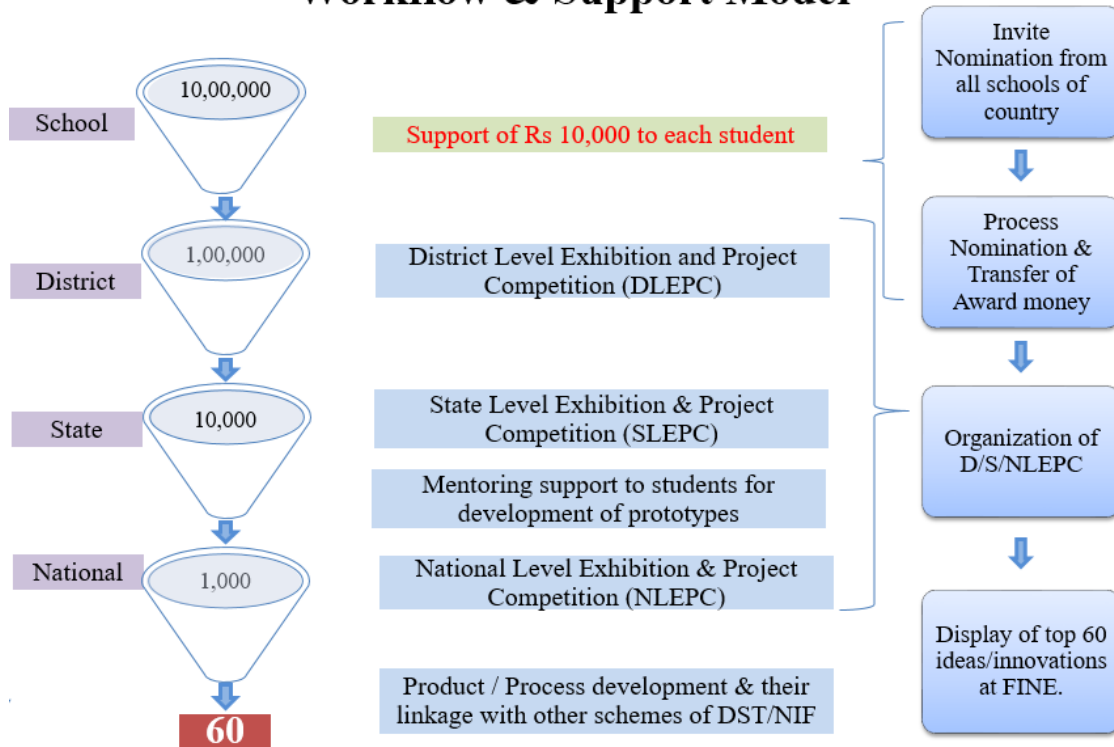 Workflow & Support Model
10,00,000
School
Support of Rs 10,000 to each student
1,00,000
District
District Level Exhibition and Project
Competition (DLEPC)
10,000
State
State Level Exhibition & Project
Competition (SLEPC)
Mentoring support to students for
development of prototypes
National
1,000
National Level Exhibition & Project
Competition (NLEPC)
60
Product / Process development & their
linkage with other schemes of DST/NIF
Invite
Nomination from
all schools of
country
Process
Nomination &
Transfer of
Award money
Organization of
D/S/NLEPC
Display of top 60
ideas/innovations
at FINE.